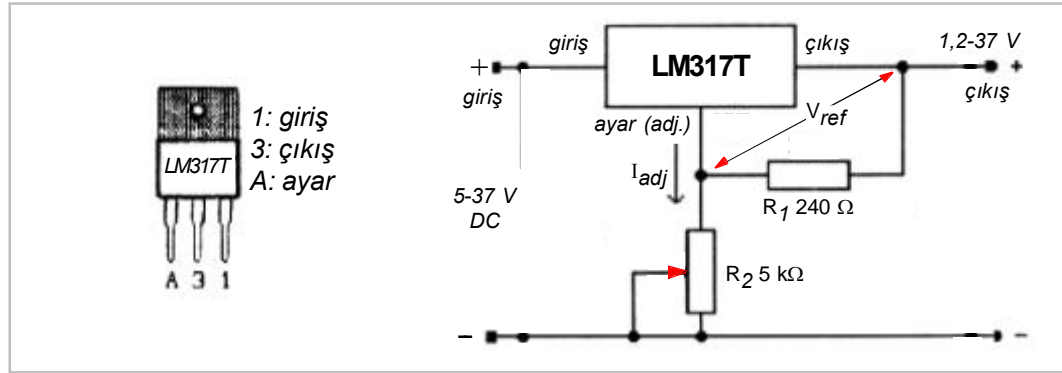 1: giriş
3: çıkış
A: ayar
LM317T
A 3 1
giriş
LM317T
çıkış
1,2-37 V
+
giriş
+
çıkış
ayar (adj.)
Vref
Iadj
R1 240 Ω
5-37 V
DC
R2 5 kΩ
−
-